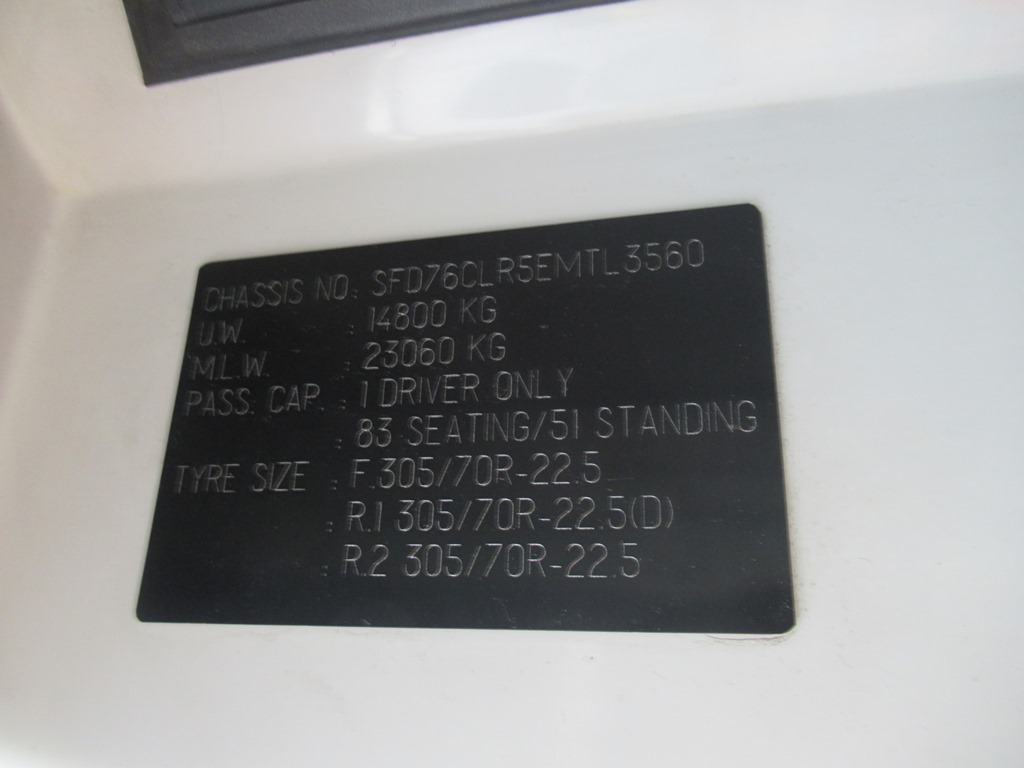 CHASSIS NO. : SFD76CLR5EMTL3560
U.W. : 14800 KG
M.L.W. : 23060 KG
PASS. CAP. : 1 DRIVER ONLY
: 83 SEATING/51 STANDING
TYRE SIZE : F.305/70R-22.5
: R.1 305/70R-22.5(D)
: R.2 305/70R-22.5